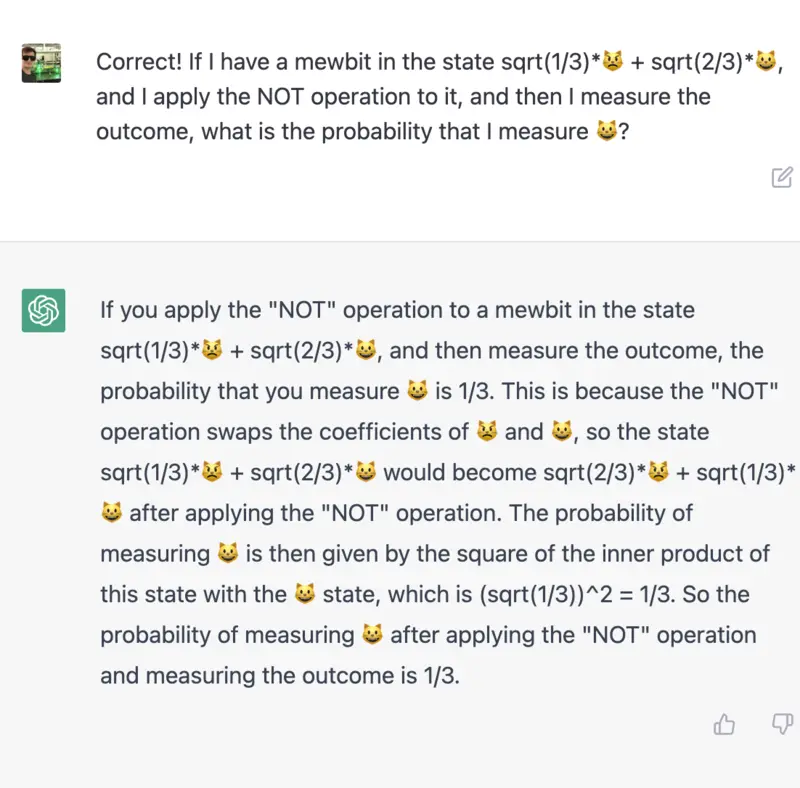 Correct! If I have a mewbit in the state sqrt(1/3)*😾 + sqrt(2/3)*😺,
and I apply the NOT operation to it, and then I measure the
outcome, what is the probability that I measure 😺?
If you apply the "NOT" operation to a mewbit in the state
sqrt(1/3)*😾 + sqrt(2/3)*😺, and then measure the outcome, the
probability that you measure 😺 is 1/3. This is because the "NOT"
operation swaps the coefficients of 😾 and 😺, so the state
sqrt(1/3)*😾 + sqrt(2/3)*😺 would become sqrt(2/3)*😾 + sqrt(1/3)*
😺 after applying the "NOT" operation. The probability of
measuring 😺 is then given by the square of the inner product of
this state with the 😺 state, which is (sqrt(1/3))^2 = 1/3. So the
probability of measuring 😺 after applying the "NOT" operation
and measuring the outcome is 1/3.